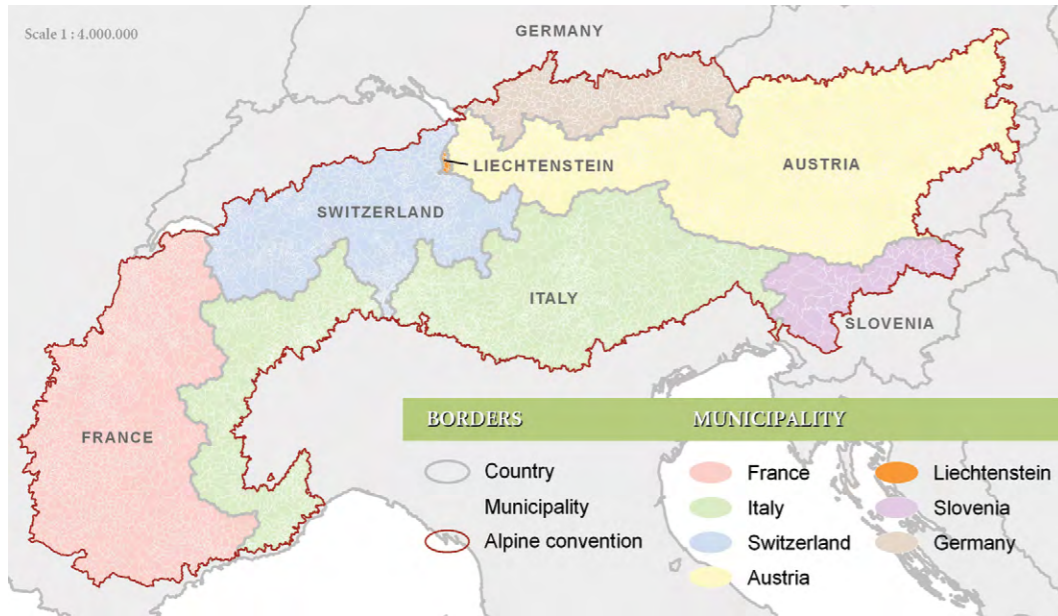 Scale 1 : 4.000.000
GERMANY
LIECHTENSTEIN
AUSTRIA
SWITZERLAND
ITALY
SLOVENIA
FRANCE
BORDERS
Country
Municipality
Alpine convention
MUNICIPALITY
France
Italy
Switzerland
Austria
Liechtenstein
Slovenia
Germany